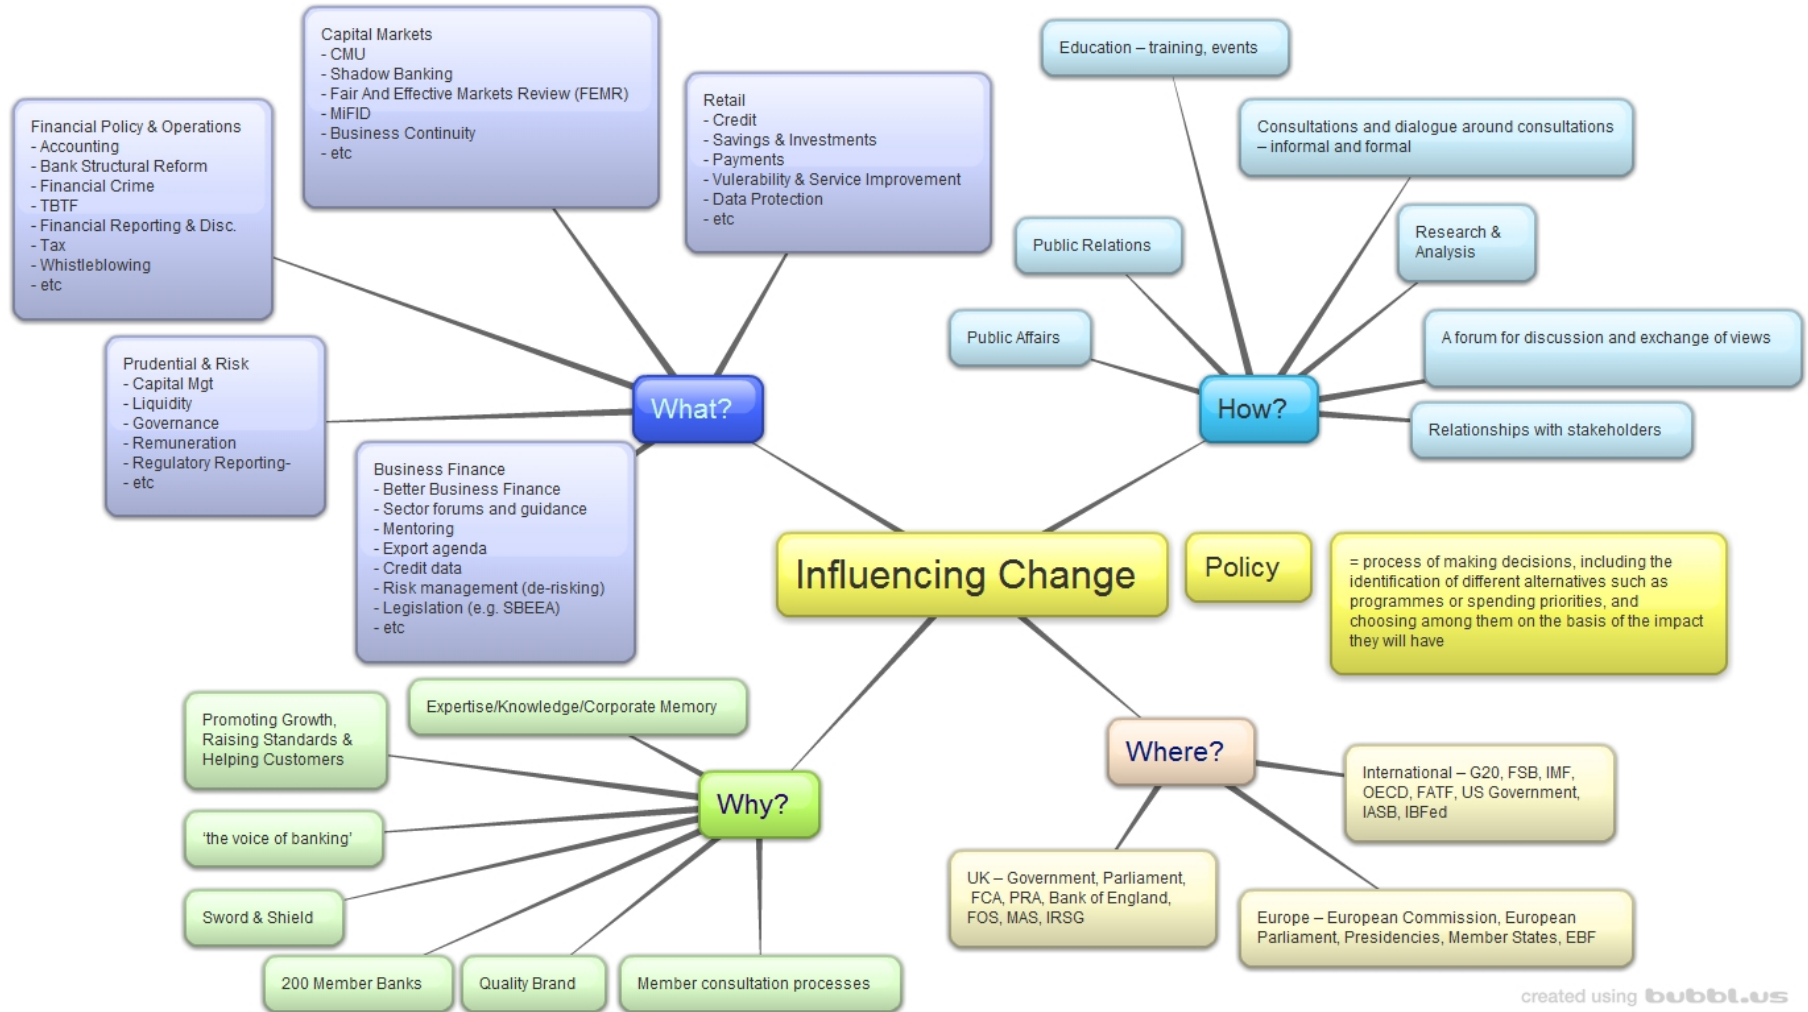 Capital Markets
- CMU
- Shadow Banking
- Fair And Effective Markets Review (FEMR)
- MiFID
- Business Continuity
- etc
Retail
- Credit
- Savings & Investments
- Payments
- Vulerability & Service Improvement
- Data Protection
- etc
Financial Policy & Operations
- Accounting
- Bank Structural Reform
- Financial Crime
- TBTF
- Financial Reporting & Disc.
- Tax
- Whistleblowing
- etc
Prudential & Risk
- Capital Mgt
- Liquidity
- Governance
- Remuneration
- Regulatory Reporting-
- etc
What?
Business Finance
- Better Business Finance
- Sector forums and guidance
- Mentoring
- Export agenda
- Credit data
- Risk management (de-risking)
- Legislation (e.g. SBEEA)
- etc
Education – training, events
Consultations and dialogue around consultations
– informal and formal
Public Relations
Research &
Analysis
Public Affairs
A forum for discussion and exchange of views
How?
Relationships with stakeholders
Influencing Change
Policy
= process of making decisions, including the
identification of different alternatives such as
programmes or spending priorities, and
choosing among them on the basis of the impact
they will have
Expertise/Knowledge/Corporate Memory
Promoting Growth,
Raising Standards &
Helping Customers
Why?
‘the voice of banking’
Sword & Shield
200 Member Banks
Quality Brand
Member consultation processes
Where?
International – G20, FSB, IMF,
OECD, FATF, US Government,
IASB, IBFed
UK – Government, Parliament,
FCA, PRA, Bank of England,
FOS, MAS, IRSG
Europe – European Commission, European
Parliament, Presidencies, Member States, EBF
created using bubbl.us